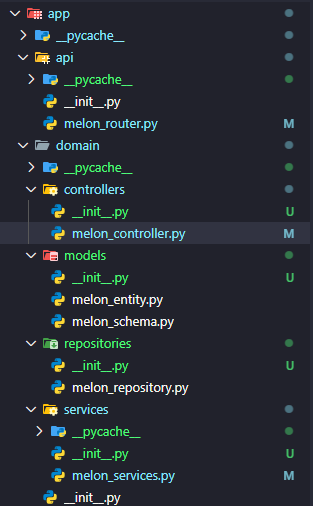 app
__pycache__
api
__pycache__
__init__.py
melon_router.py M
domain
__pycache__
controllers
__init__.py U
melon_controller.py M
models
__init__.py U
melon_entity.py
melon_schema.py
repositories
__init__.py U
melon_repository.py
services
__pycache__
__init__.py U
melon_services.py M
__init__.py